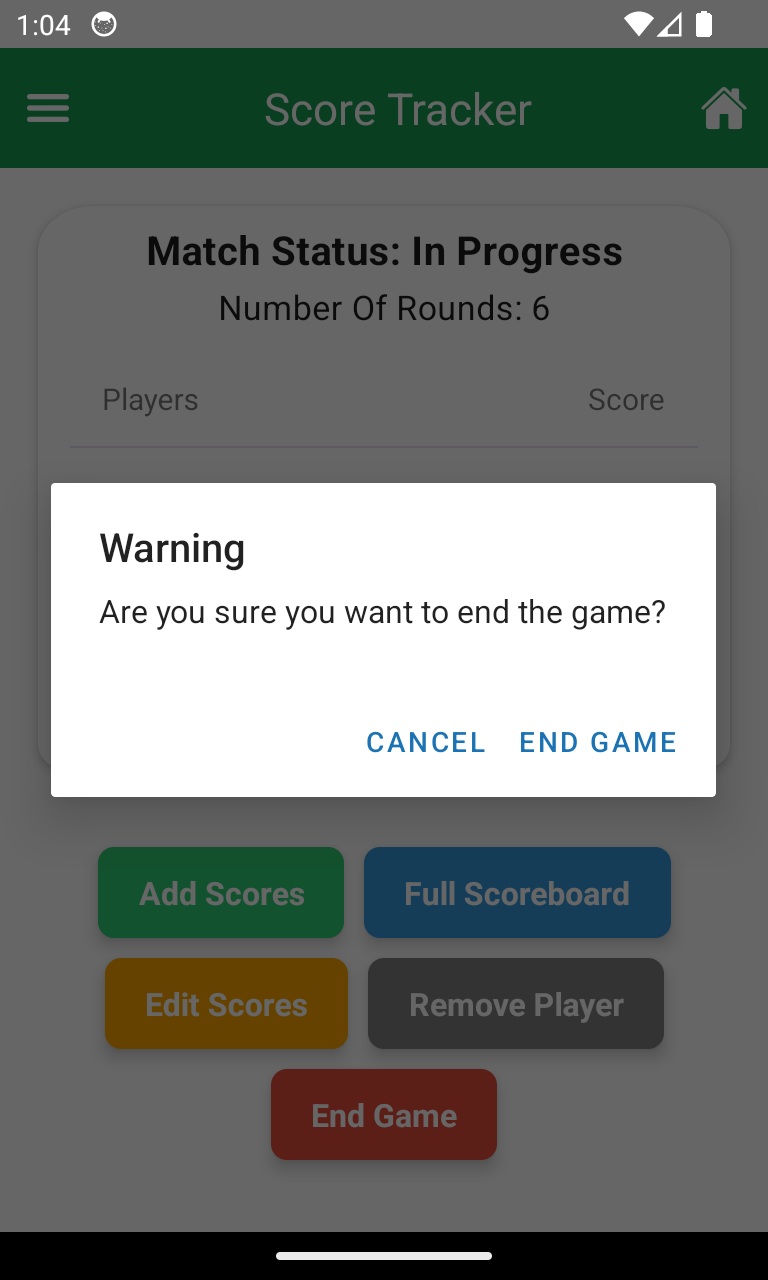 1:04
Score Tracker
Match Status: In Progress
Number Of Rounds: 6
Players Score
Warning
Are you sure you want to end the game?
CANCEL END GAME
Add Scores Full Scoreboard
Edit Scores Remove Player
End Game